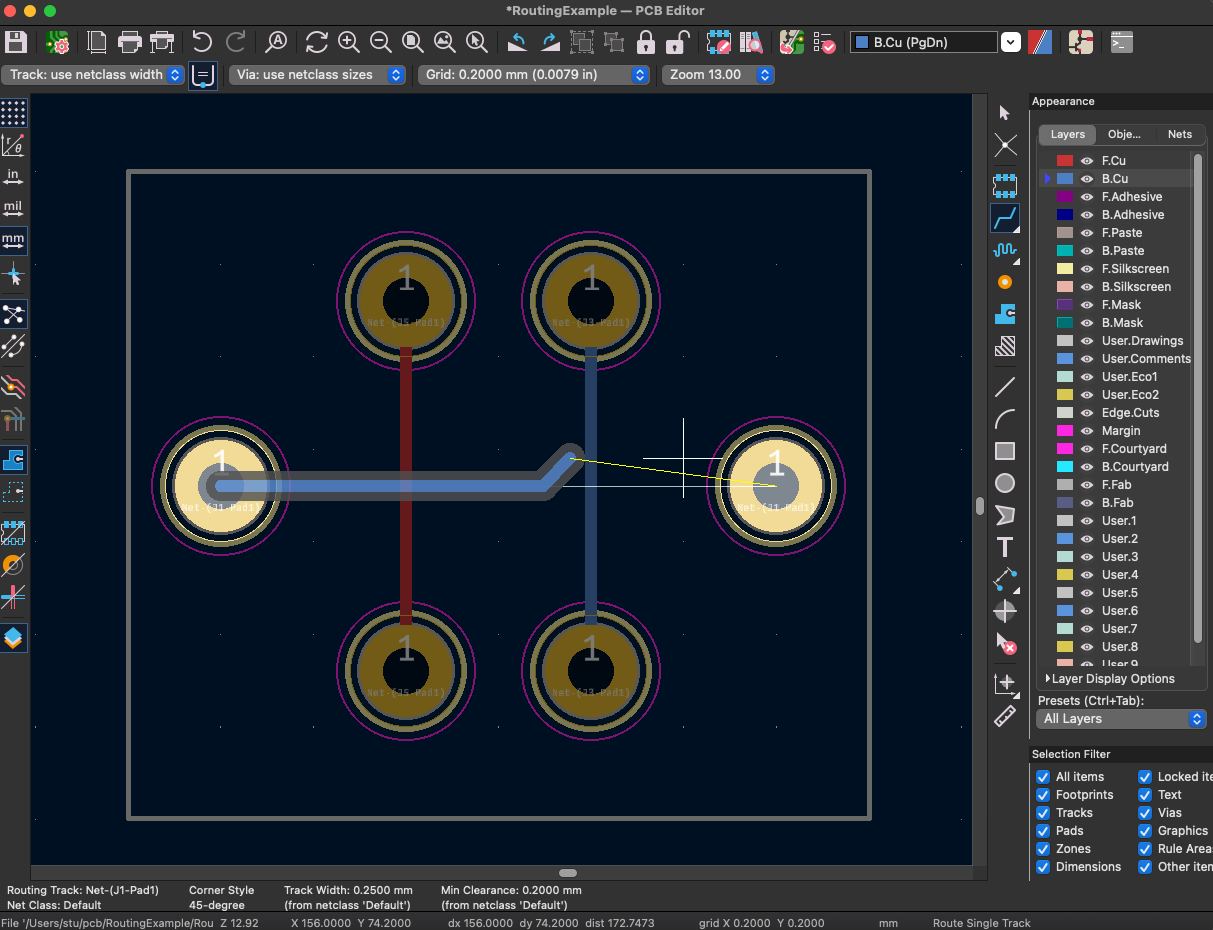 *RoutingExample — PCB Editor
B.Cu (PgDn)
Track: use netclass width
Via: use netclass sizes
Grid: 0.2000 mm (0.0079 in)
Zoom 13.00
in
mil
mm
1
Net-(J5-Pad1)
1
Net-(J3-Pad1)
1
Net-(J1-Pad1)
1
Net-(J1-Pad1)
1
Net-(J5-Pad1)
1
Net-(J3-Pad1)
Appearance
Layers Obje... Nets
F.Cu
B.Cu
F.Adhesive
B.Adhesive
F.Paste
B.Paste
F.Silkscreen
B.Silkscreen
F.Mask
B.Mask
User.Drawings
User.Comments
User.Eco1
User.Eco2
Edge.Cuts
Margin
F.Courtyard
B.Courtyard
F.Fab
B.Fab
User.1
User.2
User.3
User.4
User.5
User.6
User.7
User.8
User.9
Layer Display Options
Presets (Ctrl+Tab):
All Layers
Selection Filter
All items Locked ite
Footprints Text
Tracks Vias
Pads Graphics
Zones Rule Area
Dimensions Other item
Routing Track: Net-(J1-Pad1) Corner Style Track Width: 0.2500 mm Min Clearance: 0.2000 mm
Net Class: Default 45-degree (from netclass 'Default') (from netclass 'Default')
File '/Users/stu/pcb/RoutingExample/Rou Z 12.92 X 156.0000 Y 74.2000 dx 156.0000 dy 74.2000 dist 172.7473 grid X 0.2000 Y 0.2000 mm Route Single Track